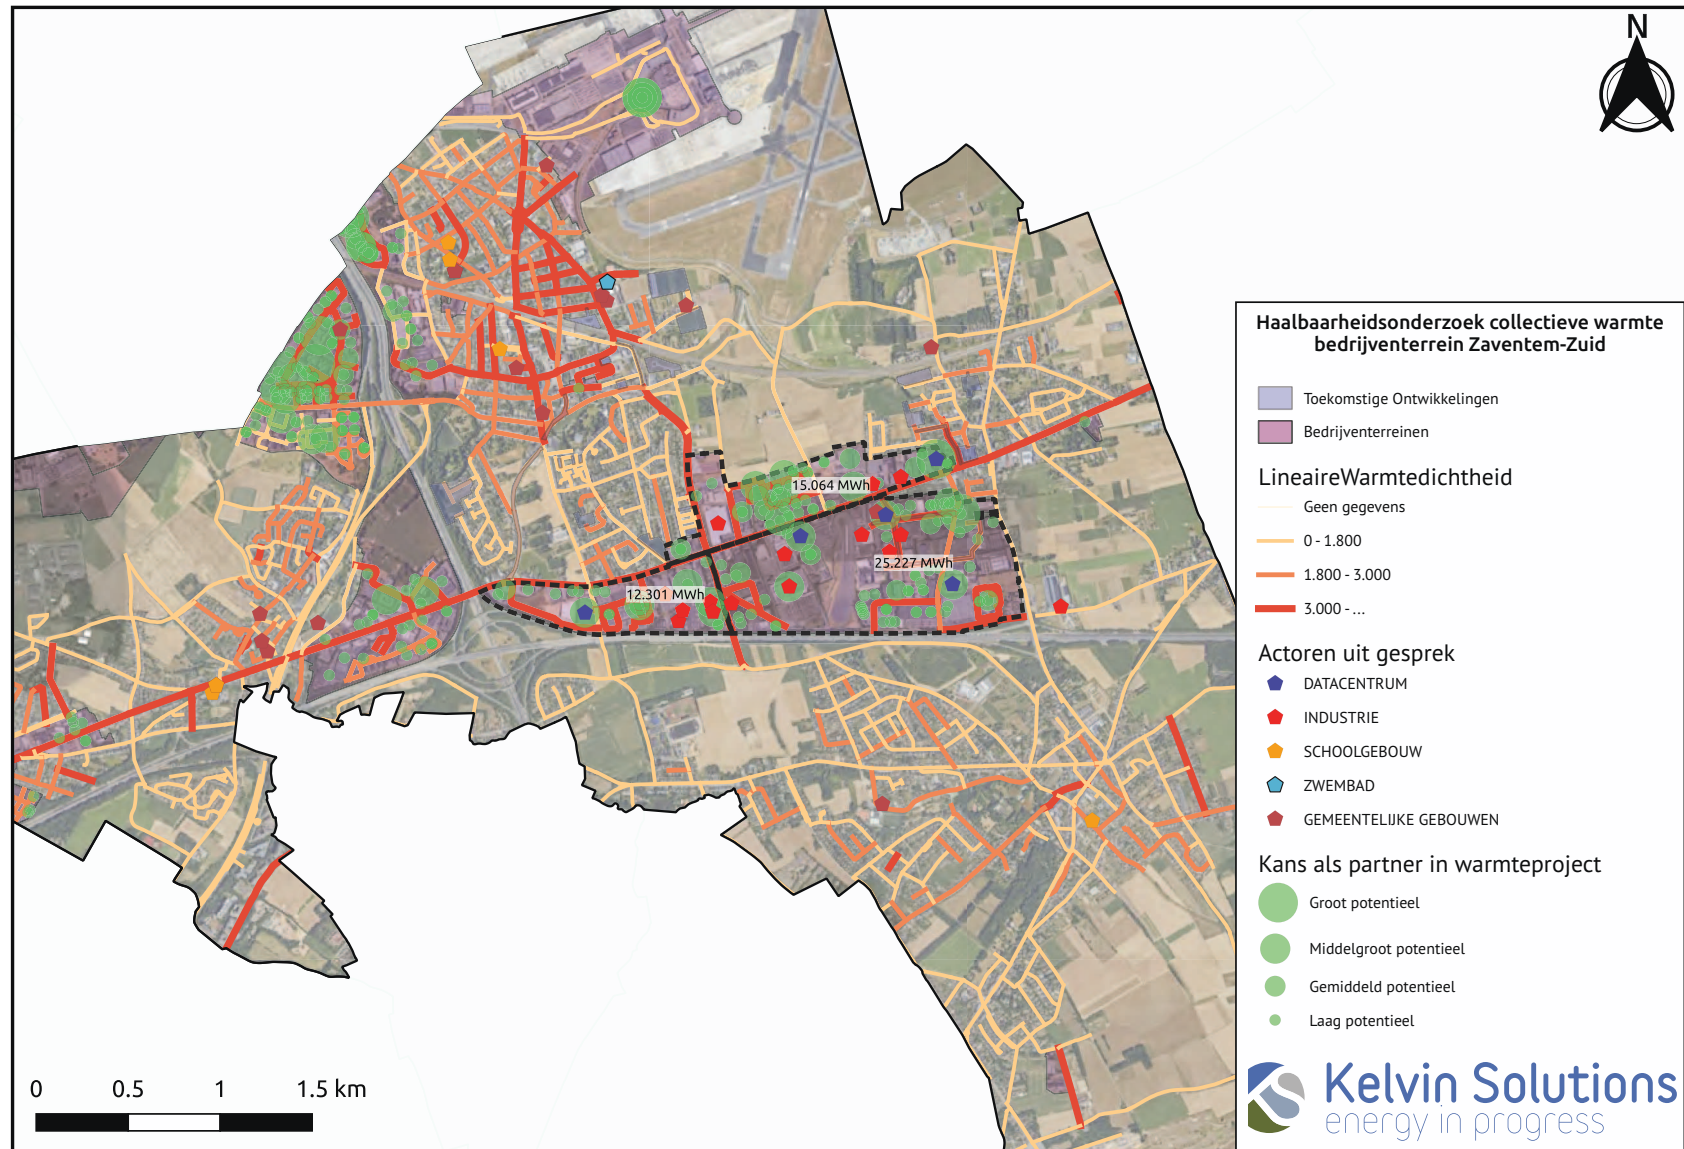 N
15.064 MWh
25.227 MWh
12.301 MWh
0 0.5 1 1.5 km
Haalbaarheidsonderzoek collectieve warmte
bedrijventerrein Zaventem-Zuid
Toekomstige Ontwikkelingen
Bedrijventerreinen
LineaireWarmtedichtheid
Geen gegevens
0 - 1.800
1.800 - 3.000
3.000 - ...
Actoren uit gesprek
DATACENTRUM
INDUSTRIE
SCHOOLGEBOUW
ZWEMBAD
GEMEENTELIJKE GEBOUWEN
Kans als partner in warmteproject
Groot potentieel
Middelgroot potentieel
Gemiddeld potentieel
Laag potentieel
Kelvin Solutions
energy in progress